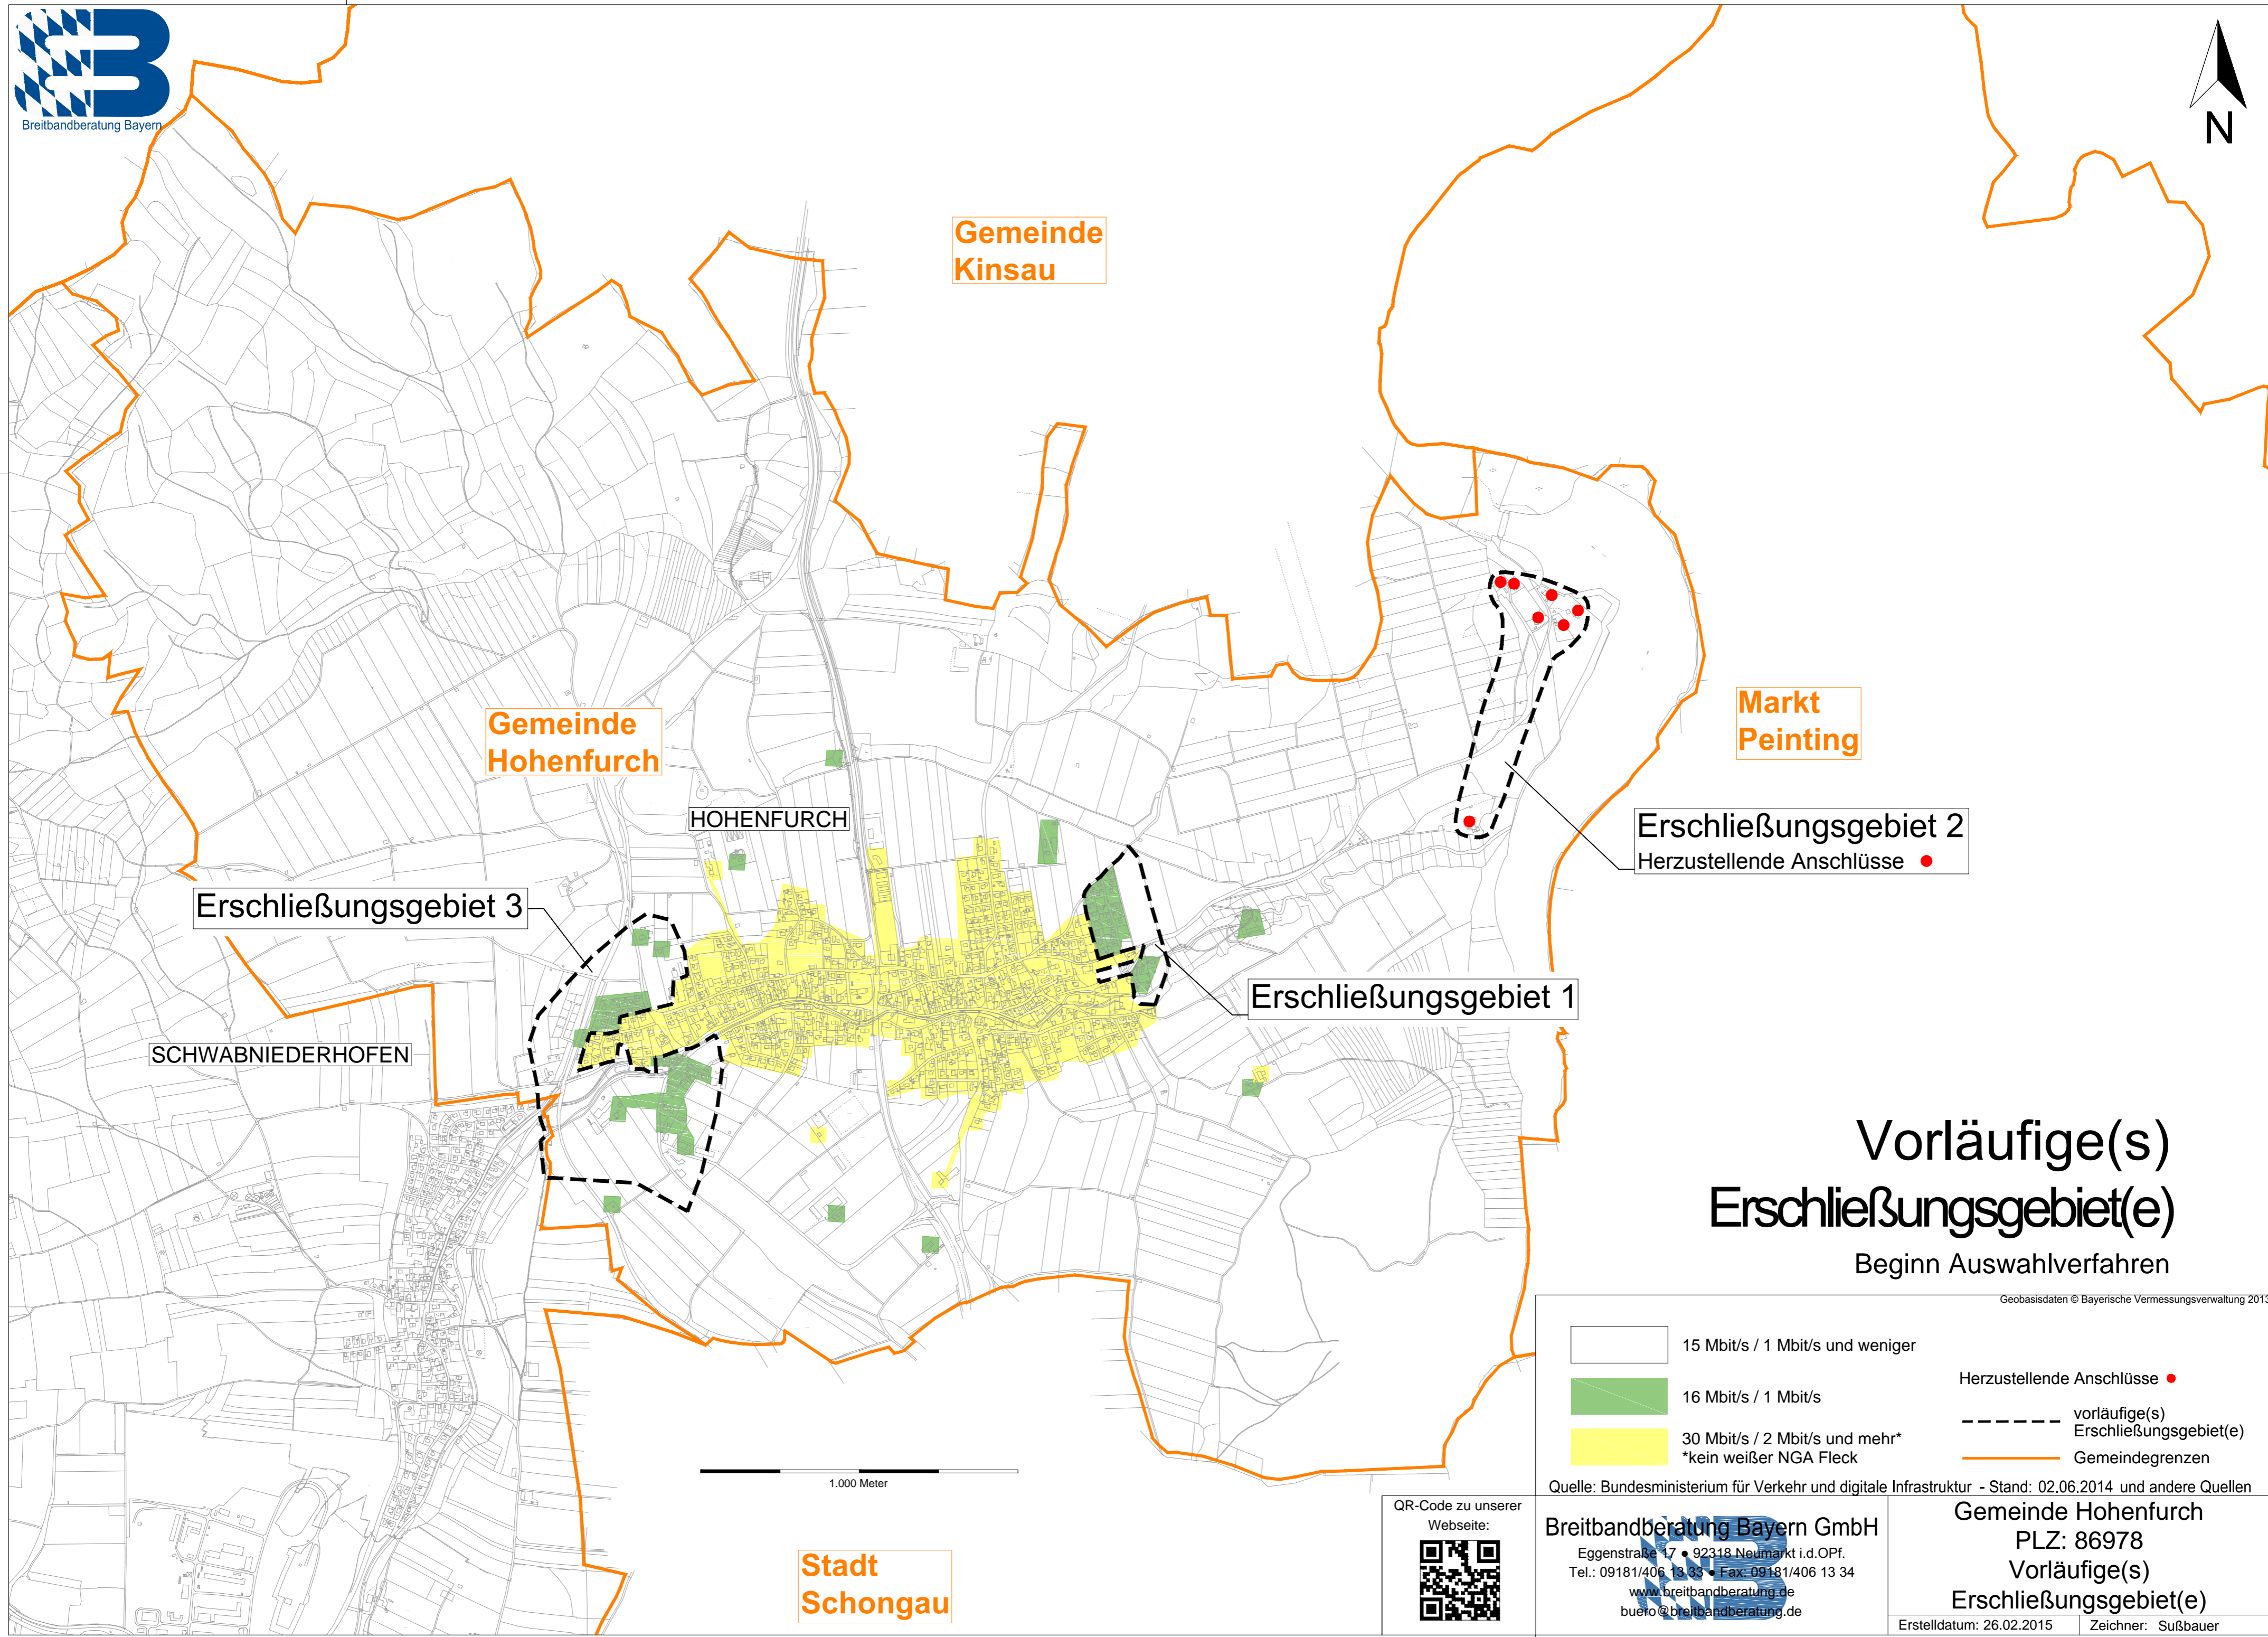 Breitbandberatung Bayern
N
Gemeinde
Kinsau
Gemeinde
Hohenfurch
Markt
Peinting
HOHENFURCH
Erschließungsgebiet 2
Herzustellende Anschlüsse
Erschließungsgebiet 3
Erschließungsgebiet 1
SCHWABNIEDERHOFEN
Vorläufige(s)
Erschließungsgebiet(e)
Beginn Auswahlverfahren
Geobasisdaten © Bayerische Vermessungsverwaltung 2013
15 Mbit/s / 1 Mbit/s und weniger
16 Mbit/s / 1 Mbit/s
30 Mbit/s / 2 Mbit/s und mehr*
*kein weißer NGA Fleck
Herzustellende Anschlüsse
vorläufige(s)
Erschließungsgebiet(e)
Gemeindegrenzen
Quelle: Bundesministerium für Verkehr und digitale Infrastruktur - Stand: 02.06.2014 und andere Quellen
1.000 Meter
Stadt
Schongau
QR-Code zu unserer
Webseite:
Breitbandberatung Bayern GmbH
Eggenstraße 17 ● 92318 Neumarkt i.d.OPf.
Tel.: 09181/406 13 33 ● Fax: 09181/406 13 34
www.breitbandberatung.de
buero@breitbandberatung.de
Gemeinde Hohenfurch
PLZ: 86978
Vorläufige(s)
Erschließungsgebiet(e)
Erstelldatum: 26.02.2015
Zeichner: Sußbauer